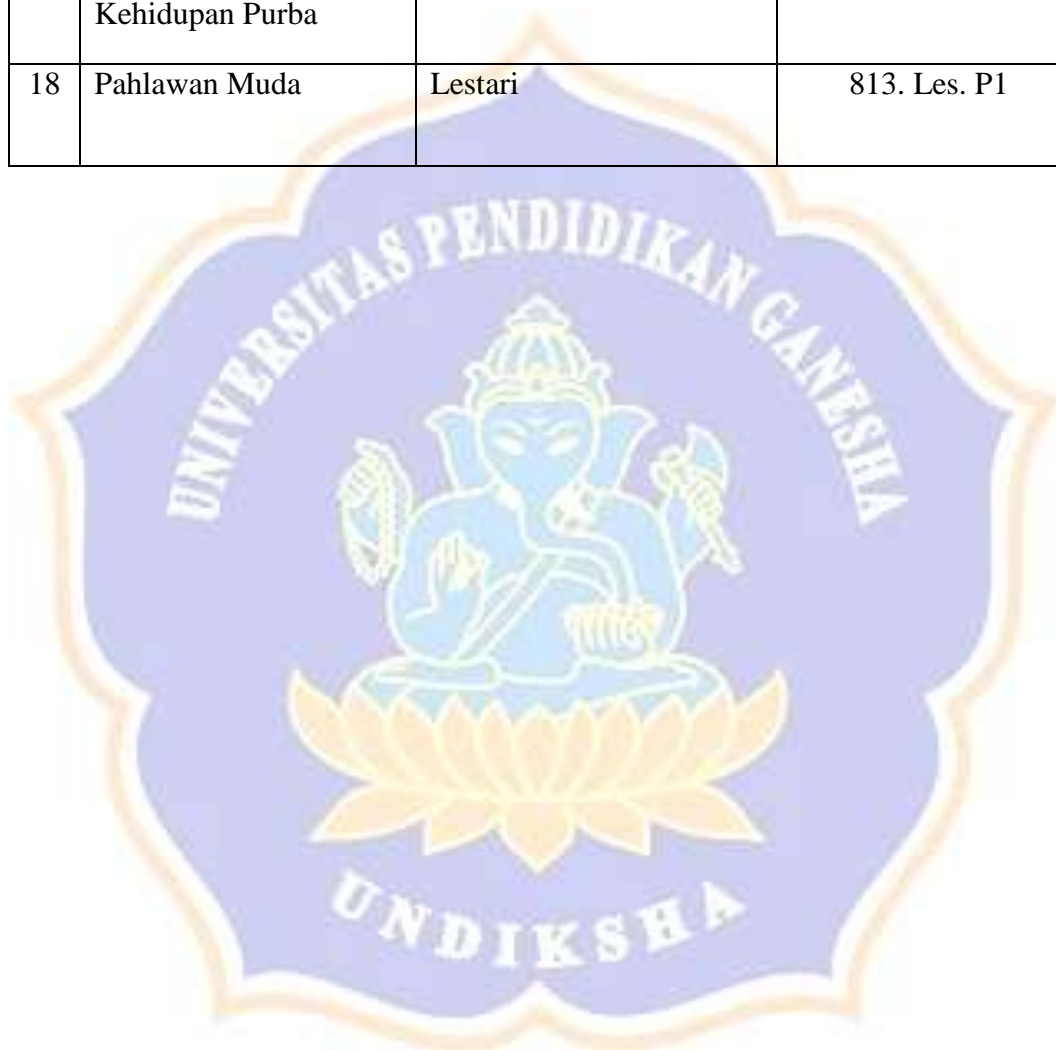 Kehidupan Purba
18 Pahlawan Muda Lestari 813. Les. P1
UNIVERSITAS PENDIDIKAN GANESHA
UNDIKSHA